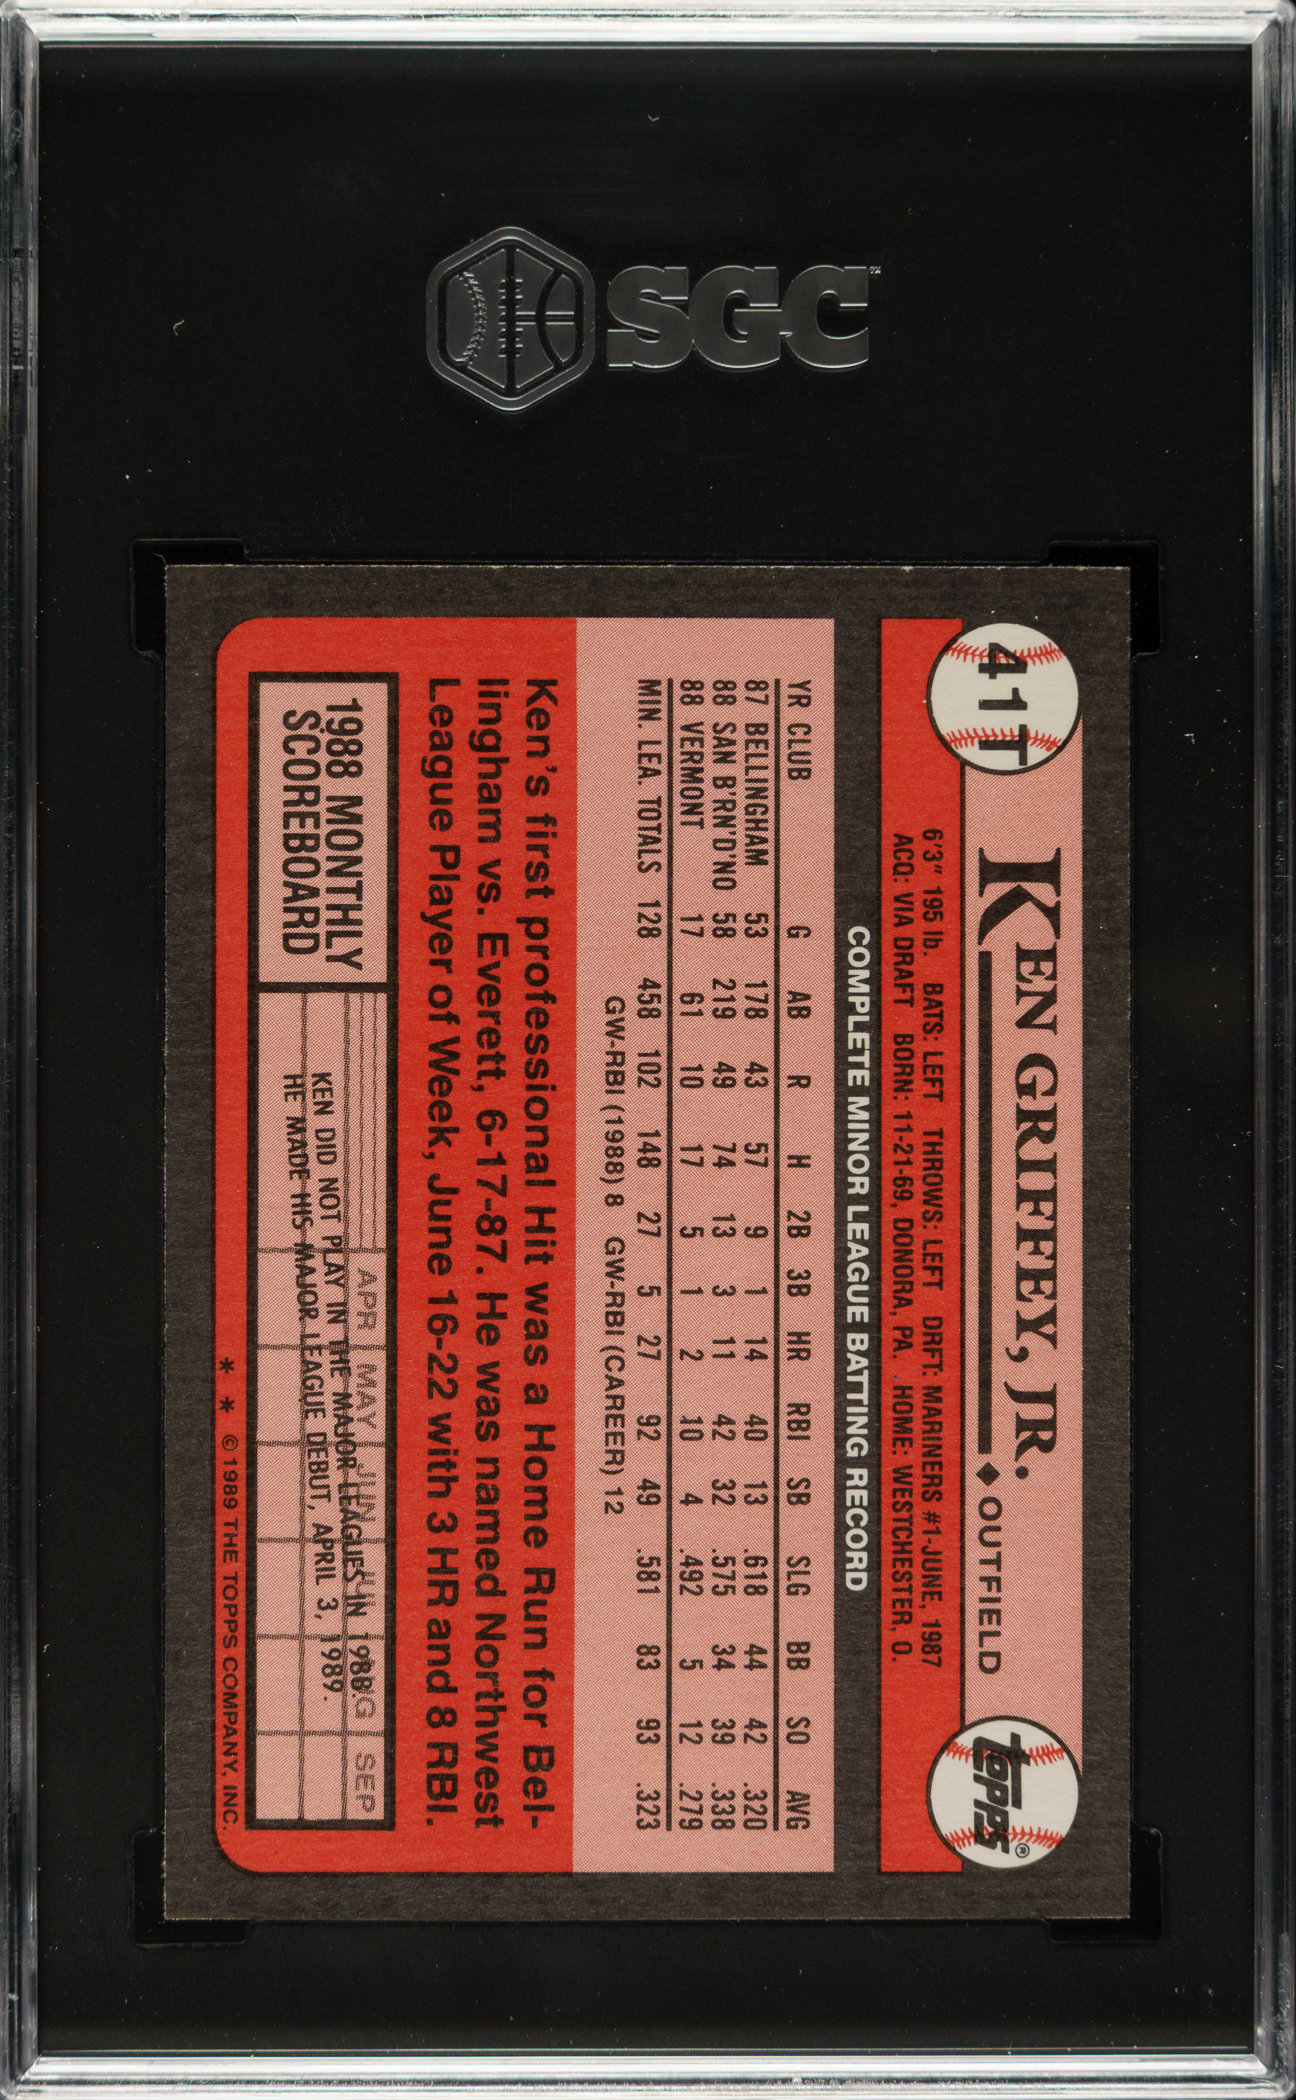 SGC™
41T
KEN GRIFFEY, JR. ◆ OUTFIELD
topps®
6'3" 195 lb. BATS: LEFT THROWS: LEFT DRFT: MARINERS #1-JUNE, 1987
ACQ: VIA DRAFT BORN: 11-21-69, DONORA, PA. HOME: WESTCHESTER, O.
COMPLETE MINOR LEAGUE BATTING RECORD
YR CLUB G AB R H 2B 3B HR RBI SB SLG BB SO AVG
87 BELLINGHAM 53 178 43 57 9 1 14 40 13 .618 44 42 .320
88 SAN B'RN'D'NO 58 219 49 74 13 3 11 42 32 .575 34 39 .338
88 VERMONT 17 61 10 17 5 1 2 10 4 .492 5 12 .279
MIN. LEA. TOTALS 128 458 102 148 27 5 27 92 49 .581 83 93 .323
GW-RBI (1988) 8 GW-RBI (CAREER) 12
Ken's first professional Hit was a Home Run for Bel-
lingham vs. Everett, 6-17-87. He was named Northwest
League Player of Week, June 16-22 with 3 HR and 8 RBI.
1988 MONTHLY
SCOREBOARD
APR MAY JUN JUL AUG SEP
KEN DID NOT PLAY IN THE MAJOR LEAGUES IN 1988.
HE MADE HIS MAJOR LEAGUE DEBUT, APRIL 3, 1989.
* * © 1989 THE TOPPS COMPANY, INC.